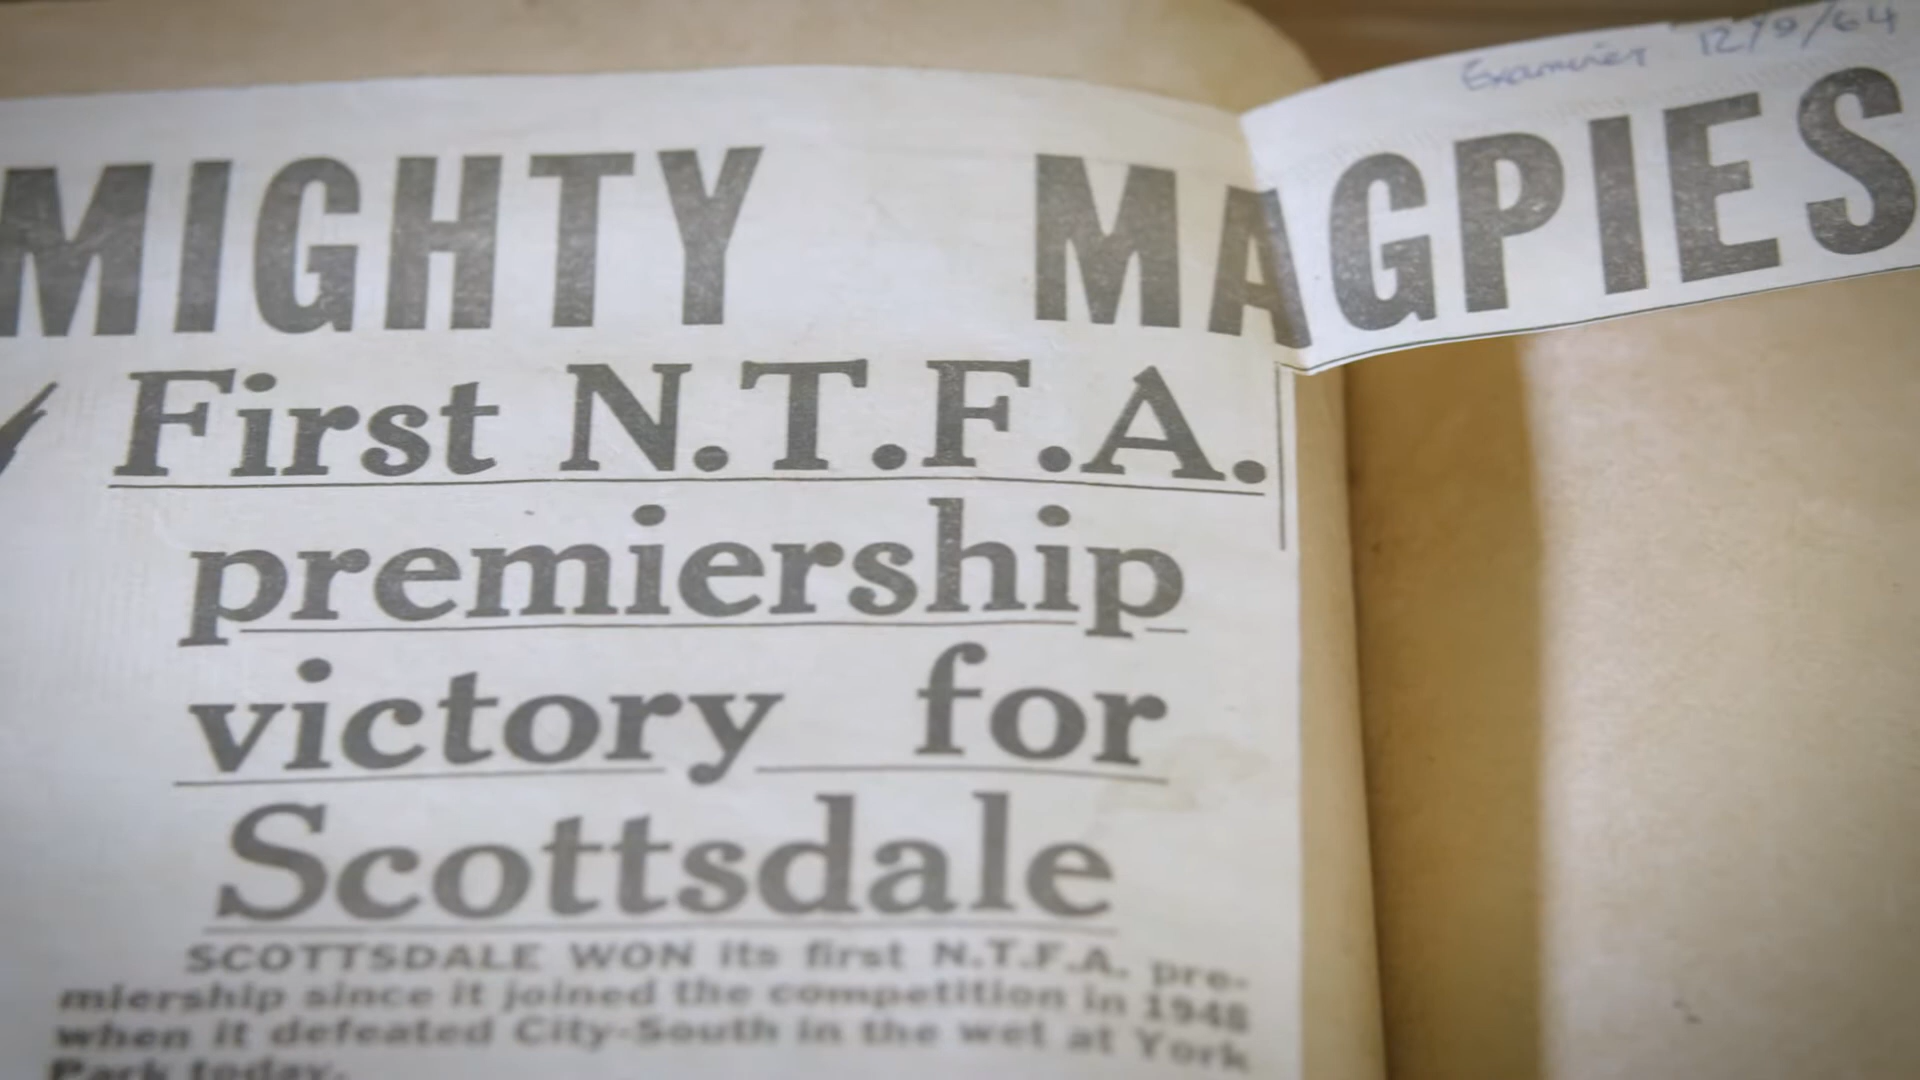 Examiner 12/9/64
MIGHTY MAGPIES
First N.T.F.A.
premiership
victory for
Scottsdale
SCOTTSDALE WON its first N.T.F.A. pre-
miership since it joined the competition in 1948
when it defeated City-South in the wet at York
Park today.